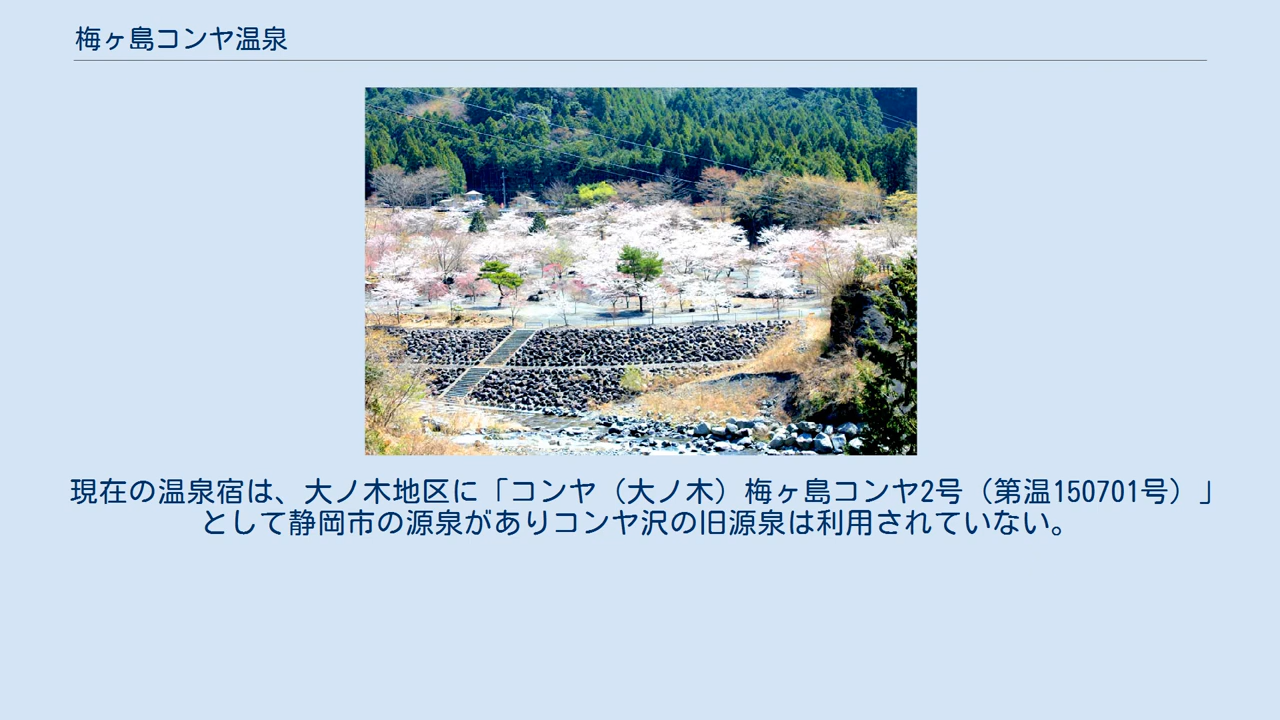 梅ヶ島コンヤ温泉
現在の温泉宿は、大ノ木地区に「コンヤ（大ノ木）梅ヶ島コンヤ2号（第温150701号）」
として静岡市の源泉がありコンヤ沢の旧源泉は利用されていない。